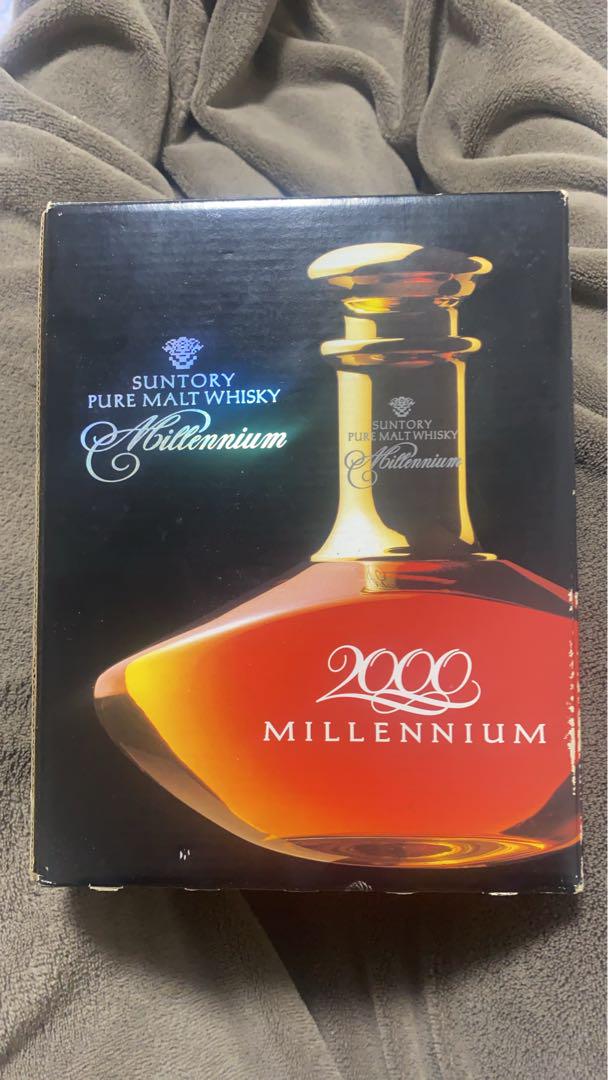 SUNTORY
PURE MALT WHISKY
Millennium
SUNTORY
PURE MALT WHISKY
Millennium
2000
MILLENNIUM